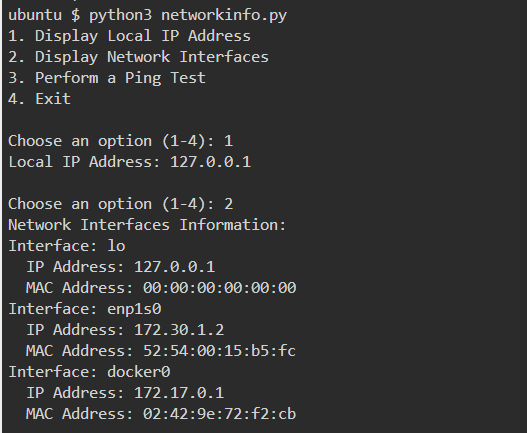 ubuntu $ python3 networkinfo.py
1. Display Local IP Address
2. Display Network Interfaces
3. Perform a Ping Test
4. Exit

Choose an option (1-4): 1
Local IP Address: 127.0.0.1

Choose an option (1-4): 2
Network Interfaces Information:
Interface: lo
  IP Address: 127.0.0.1
  MAC Address: 00:00:00:00:00:00
Interface: enp1s0
  IP Address: 172.30.1.2
  MAC Address: 52:54:00:15:b5:fc
Interface: docker0
  IP Address: 172.17.0.1
  MAC Address: 02:42:9e:72:f2:cb